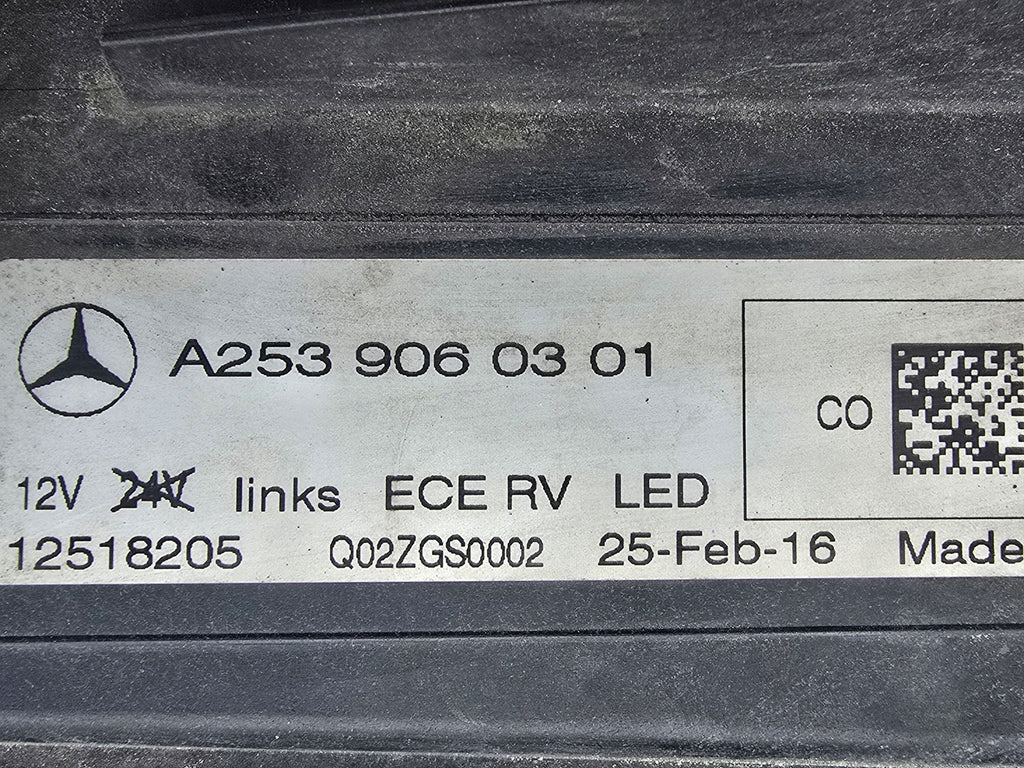 A253 906 03 01
CO
12V 24V links ECE RV LED
12518205 Q02ZGS0002 25-Feb-16 Made